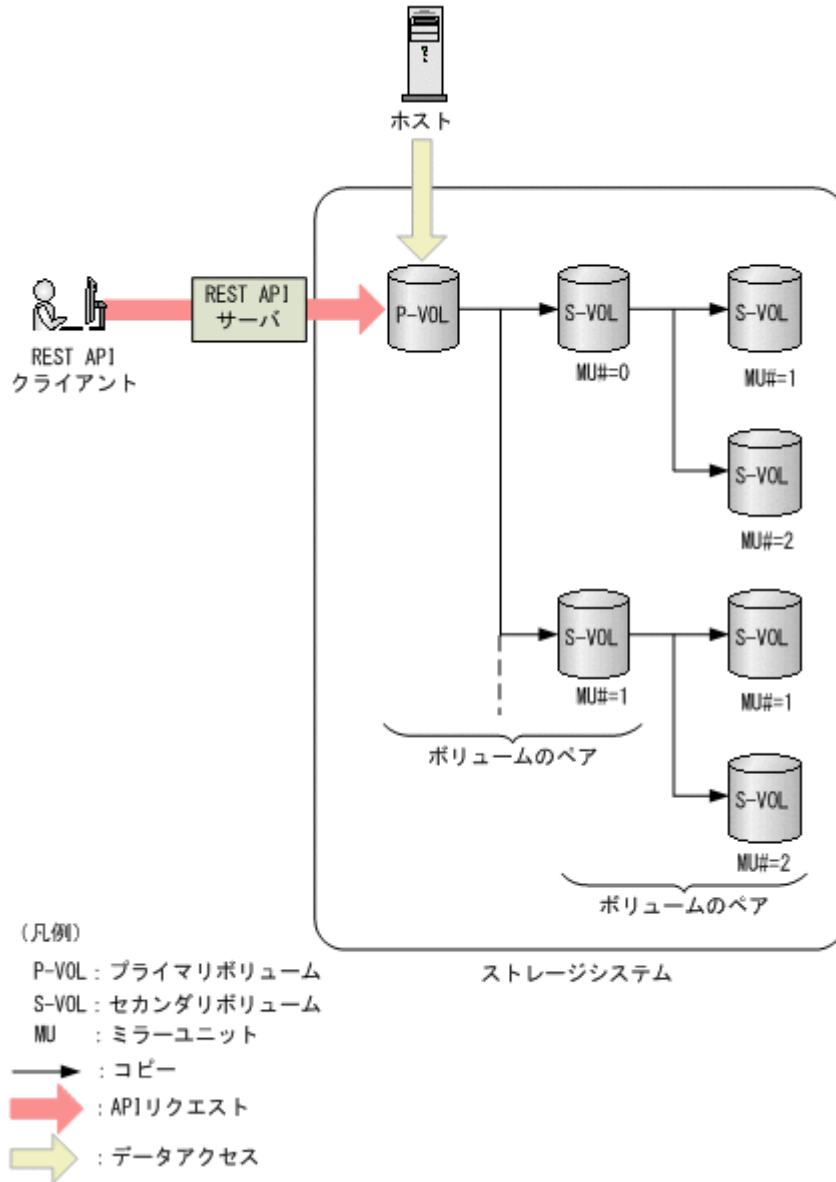 ホスト
REST API
サーバ
REST API
クライアント
P-VOL
S-VOL
MU#=0
S-VOL
MU#=1
S-VOL
MU#=2
S-VOL
MU#=1
S-VOL
MU#=1
S-VOL
MU#=2
ボリュームのペア
ボリュームのペア
ストレージシステム
(凡例)
P-VOL:プライマリボリューム
S-VOL:セカンダリボリューム
MU :ミラーユニット
:コピー
:APIリクエスト
:データアクセス